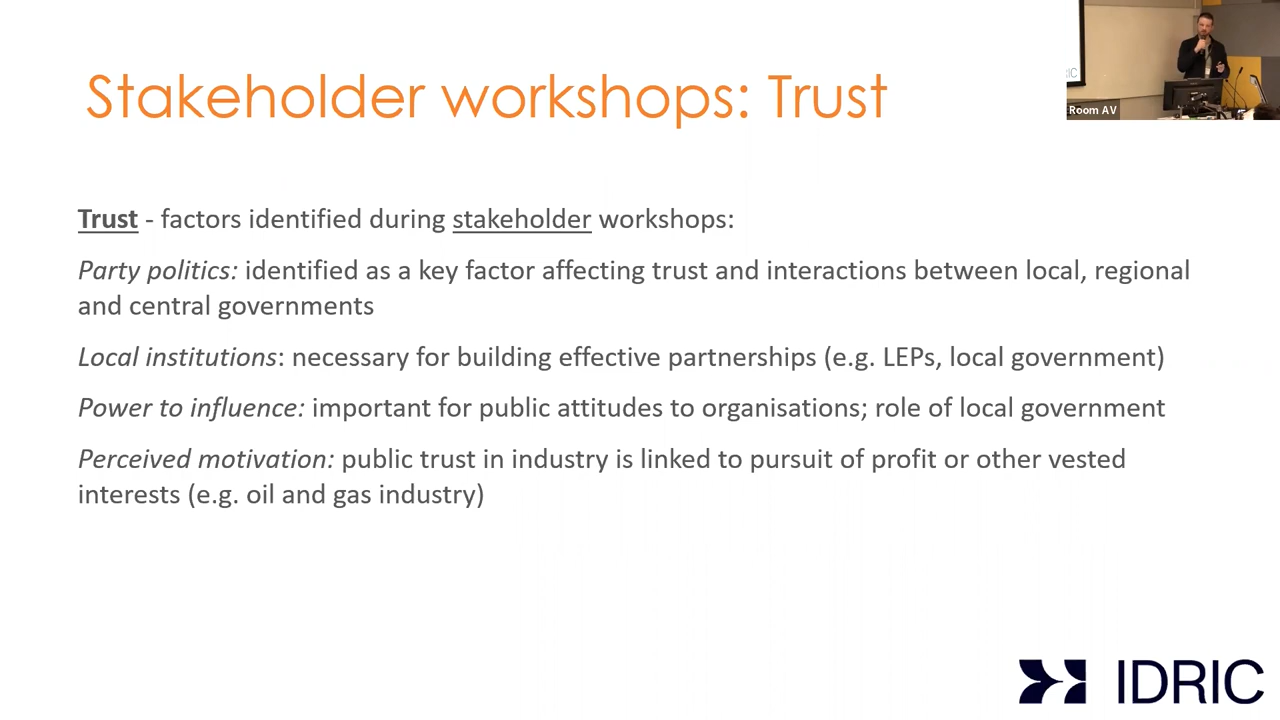 Stakeholder workshops: Trust
IC
Room AV
Trust - factors identified during stakeholder workshops:
Party politics: identified as a key factor affecting trust and interactions between local, regional
and central governments
Local institutions: necessary for building effective partnerships (e.g. LEPs, local government)
Power to influence: important for public attitudes to organisations; role of local government
Perceived motivation: public trust in industry is linked to pursuit of profit or other vested
interests (e.g. oil and gas industry)
IDRIC